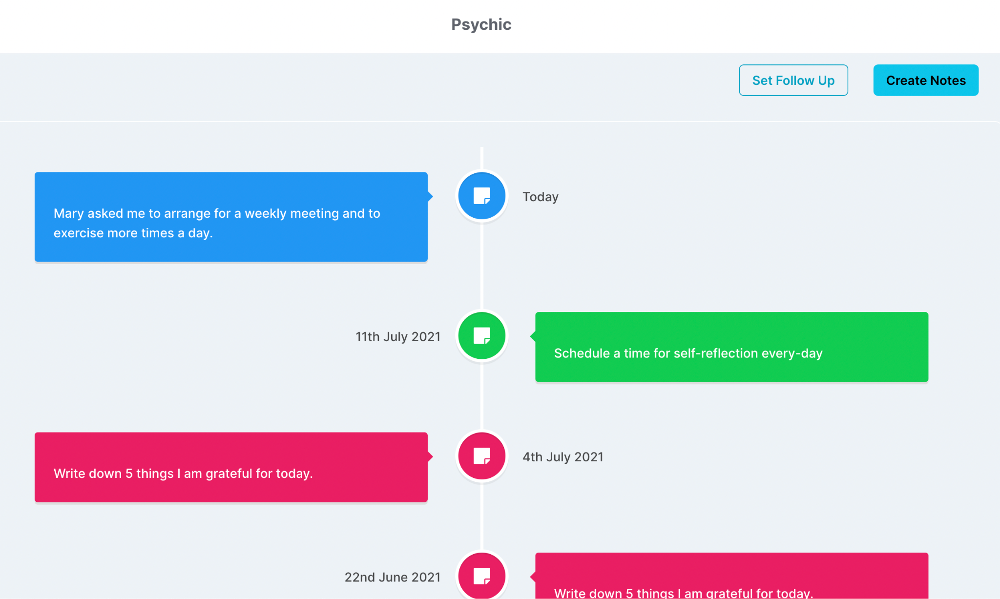 Psychic
Set Follow Up
Create Notes
Mary asked me to arrange for a weekly meeting and to
exercise more times a day.
Today
11th July 2021
Schedule a time for self-reflection every-day
Write down 5 things I am grateful for today.
4th July 2021
22nd June 2021
Write down 5 things I am grateful for today.